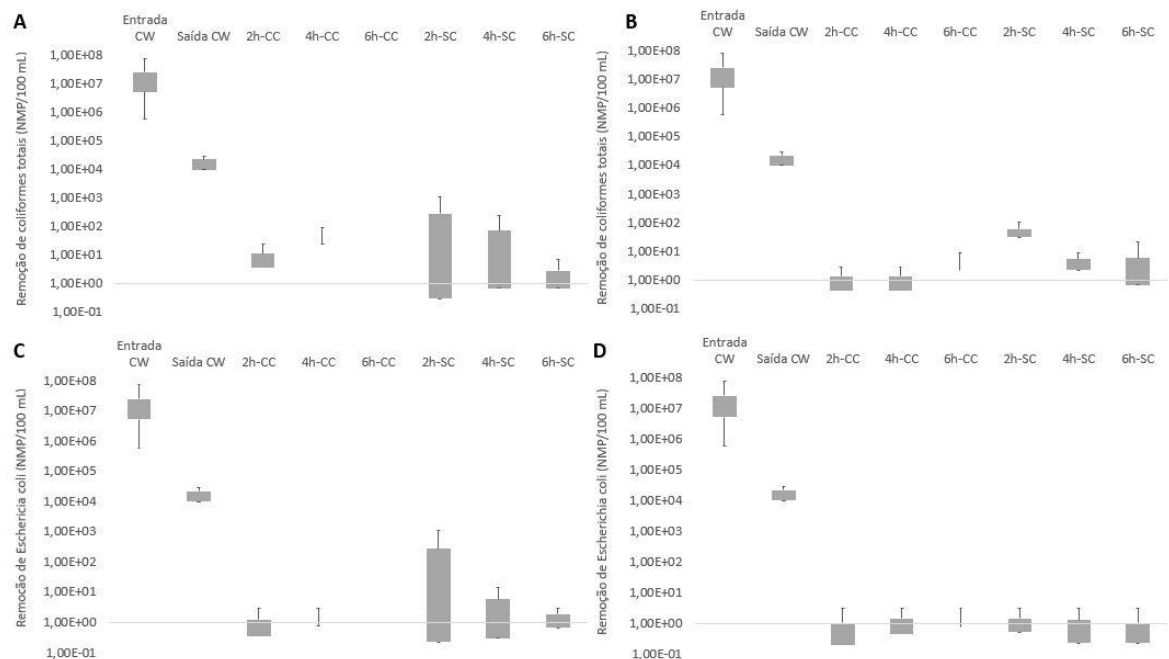 A
Entrada
CW Saída CW 2h-CC 4h-CC 6h-CC 2h-SC 4h-SC 6h-SC
Remoção de coliformes totais (NMP/100 mL)
1,00E+08
1,00E+07
1,00E+06
1,00E+05
1,00E+04
1,00E+03
1,00E+02
1,00E+01
1,00E+00
1,00E-01
B
Entrada
CW Saída CW 2h-CC 4h-CC 6h-CC 2h-SC 4h-SC 6h-SC
Remoção de coliformes totais (NMP/100 mL)
1,00E+08
1,00E+07
1,00E+06
1,00E+05
1,00E+04
1,00E+03
1,00E+02
1,00E+01
1,00E+00
1,00E-01
C
Entrada
CW Saída CW 2h-CC 4h-CC 6h-CC 2h-SC 4h-SC 6h-SC
Remoção de Eschericia coli (NMP/100 mL)
1,00E+08
1,00E+07
1,00E+06
1,00E+05
1,00E+04
1,00E+03
1,00E+02
1,00E+01
1,00E+00
1,00E-01
D
Entrada
CW Saída CW 2h-CC 4h-CC 6h-CC 2h-SC 4h-SC 6h-SC
Remoção de Escherichia coli (NMP/100 mL)
1,00E+08
1,00E+07
1,00E+06
1,00E+05
1,00E+04
1,00E+03
1,00E+02
1,00E+01
1,00E+00
1,00E-01